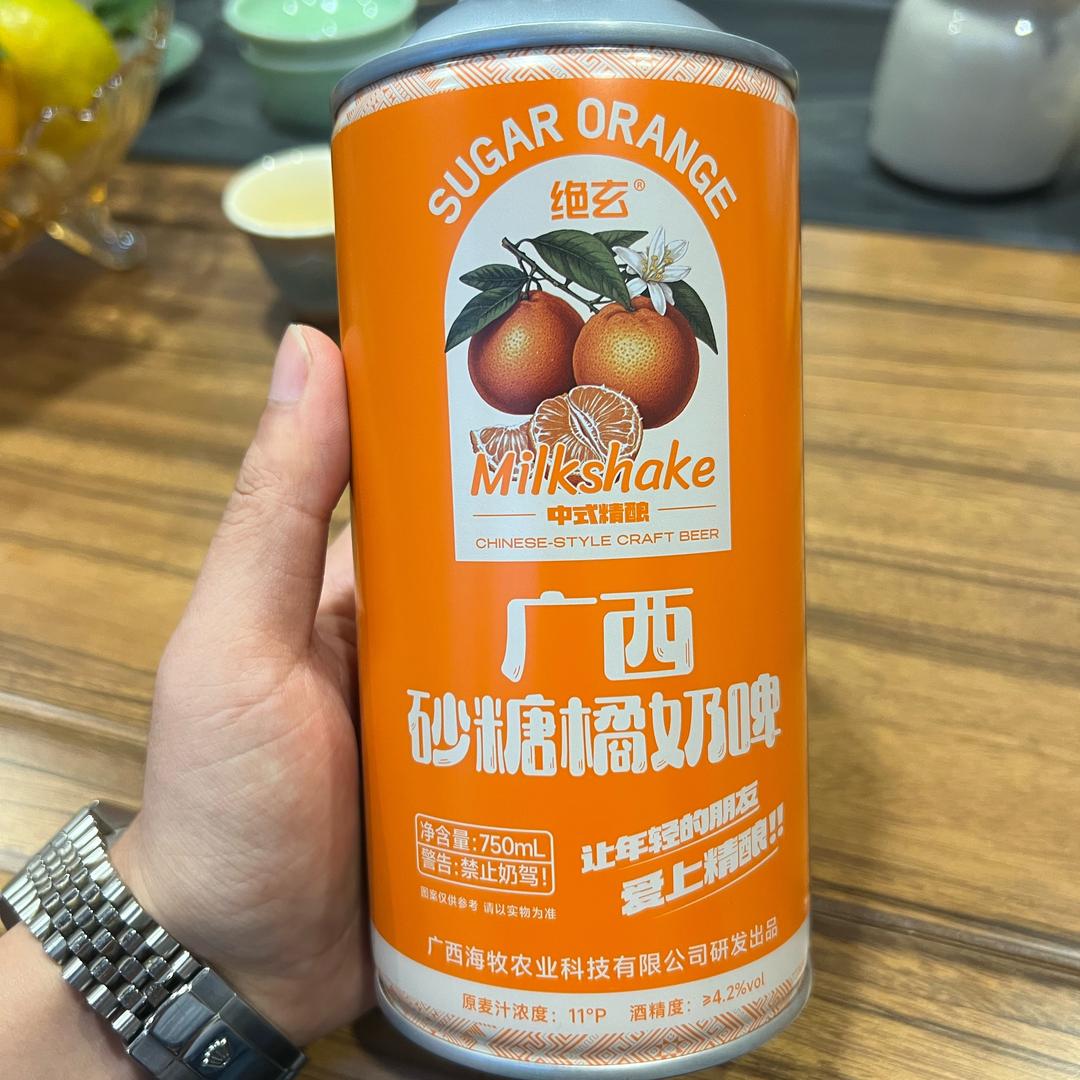 SUGAR ORANGE
绝玄®
Milkshake
中式精酿
CHINESE-STYLE CRAFT BEER
广西
砂糖橘奶啤
净含量:750mL
警告:禁止奶驾!
图案仅供参考 请以实物为准
让年轻的朋友
爱上精酿!!
广西海牧农业科技有限公司研发出品
原麦汁浓度: 11°P 酒精度: ≥4.2%vol